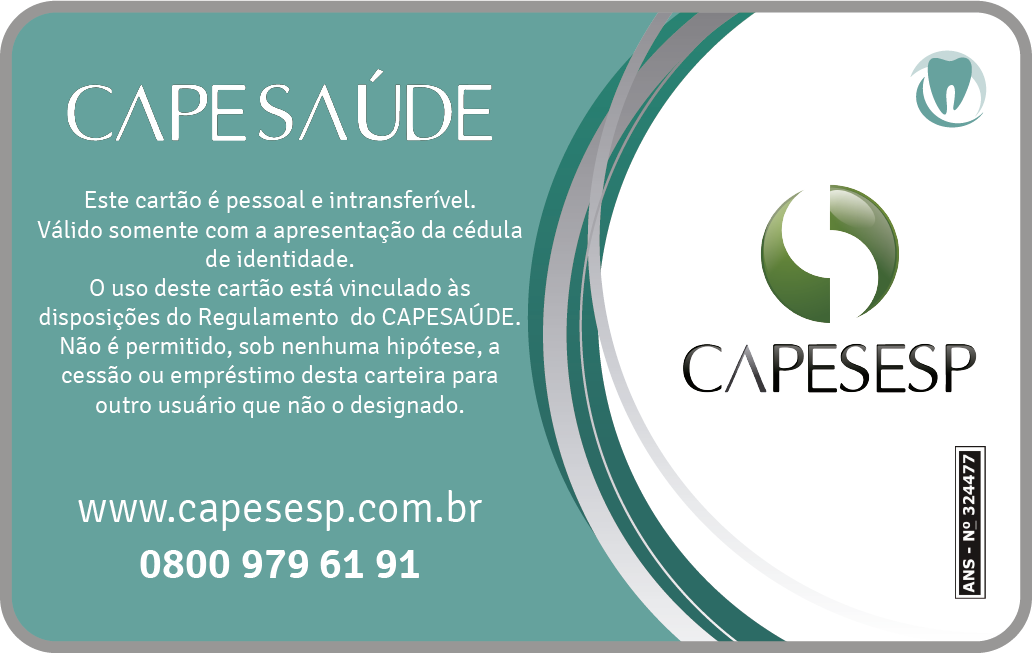 CAPESAÚDE
Este cartão é pessoal e intransferível.
Válido somente com a apresentação da cédula
de identidade.
O uso deste cartão está vinculado às
disposições do Regulamento do CAPESAÚDE.
Não é permitido, sob nenhuma hipótese, a
cessão ou empréstimo desta carteira para
outro usuário que não o designado.
www.capesesp.com.br
0800 979 61 91
CAPESESP
ANS - Nº 324477